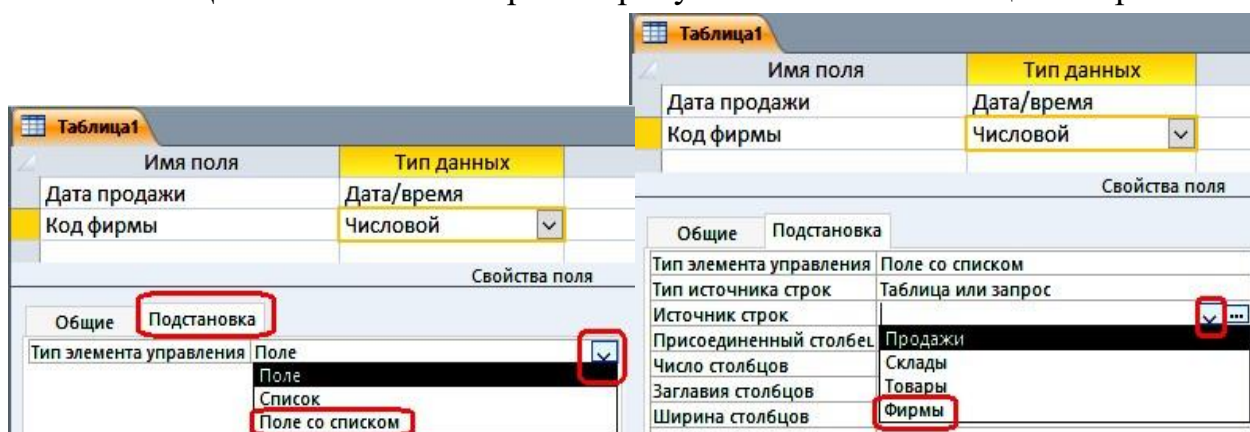 Таблица1
Имя поля Тип данных
Дата продажи Дата/время
Код фирмы Числовой
Свойства поля
Общие Подстановка
Тип элемента управления Поле
Поле
Список
Поле со списком
Таблица1
Имя поля Тип данных
Дата продажи Дата/время
Код фирмы Числовой
Свойства поля
Общие Подстановка
Тип элемента управления Поле со списком
Тип источника строк Таблица или запрос
Источник строк
Присоединенный столбец Продажи
Число столбцов Склады
Заглавия столбцов Товары
Ширина столбцов Фирмы